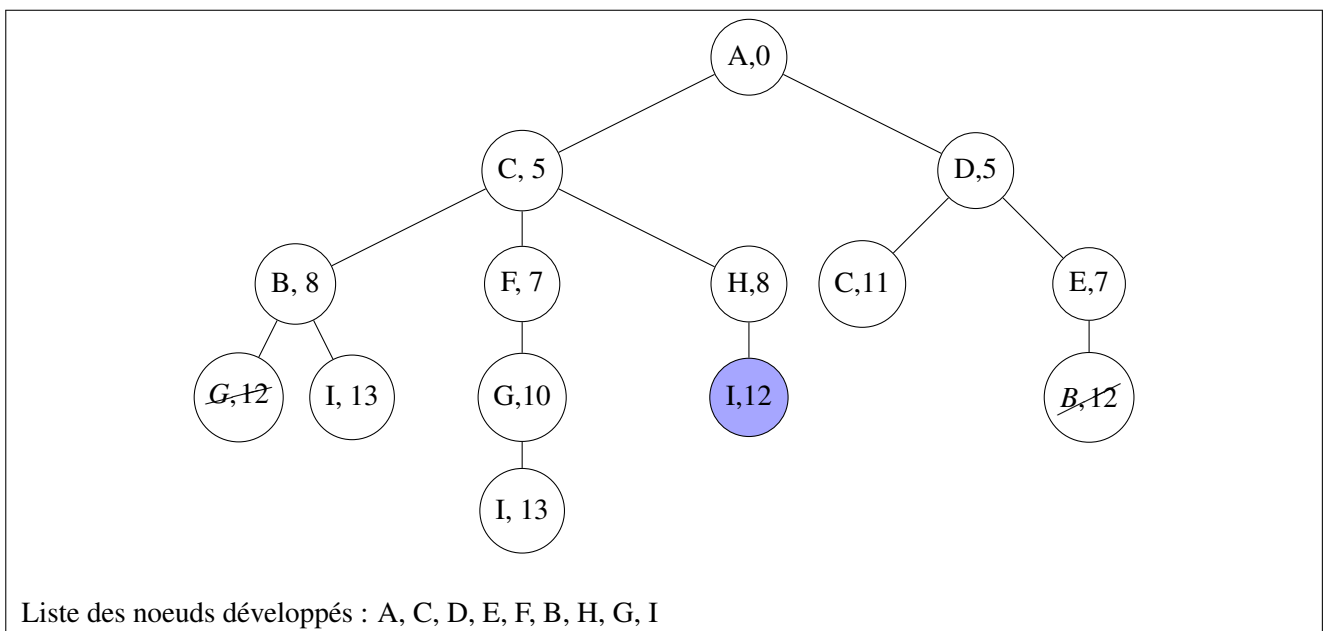 A,0
C, 5
D,5
B, 8
F, 7
H,8
C,11
E,7
G, 12
I, 13
G,10
I,12
B, 12
I, 13
Liste des noeuds développés : A, C, D, E, F, B, H, G, I